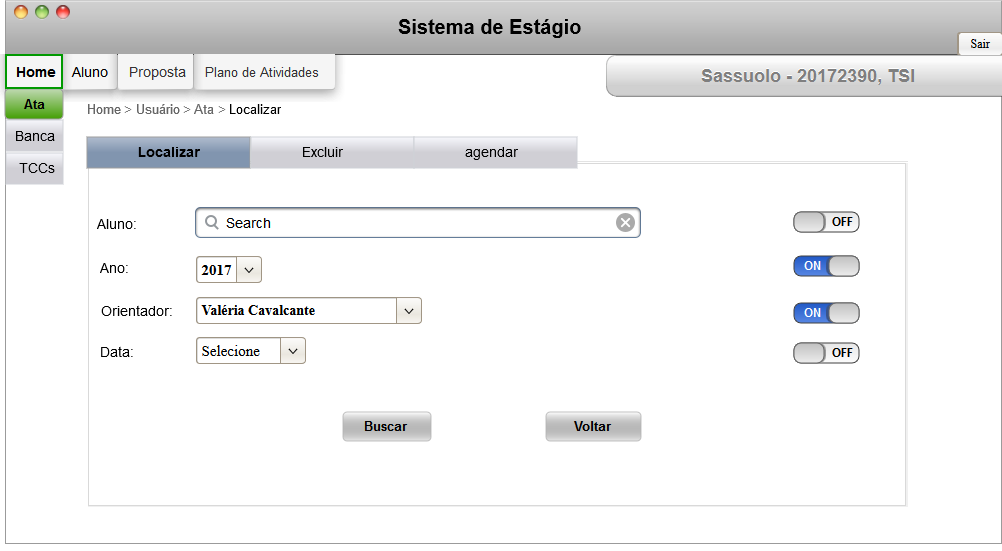 Sistema de Estágio
Sair
Home Aluno Proposta Plano de Atividades
Sassuolo - 20172390, TSI
Ata
Home > Usuário > Ata > Localizar
Banca
TCCs
Localizar Excluir agendar
Aluno: Search OFF
Ano: 2017 ON
Orientador: Valéria Cavalcante ON
Data: Selecione OFF
Buscar Voltar